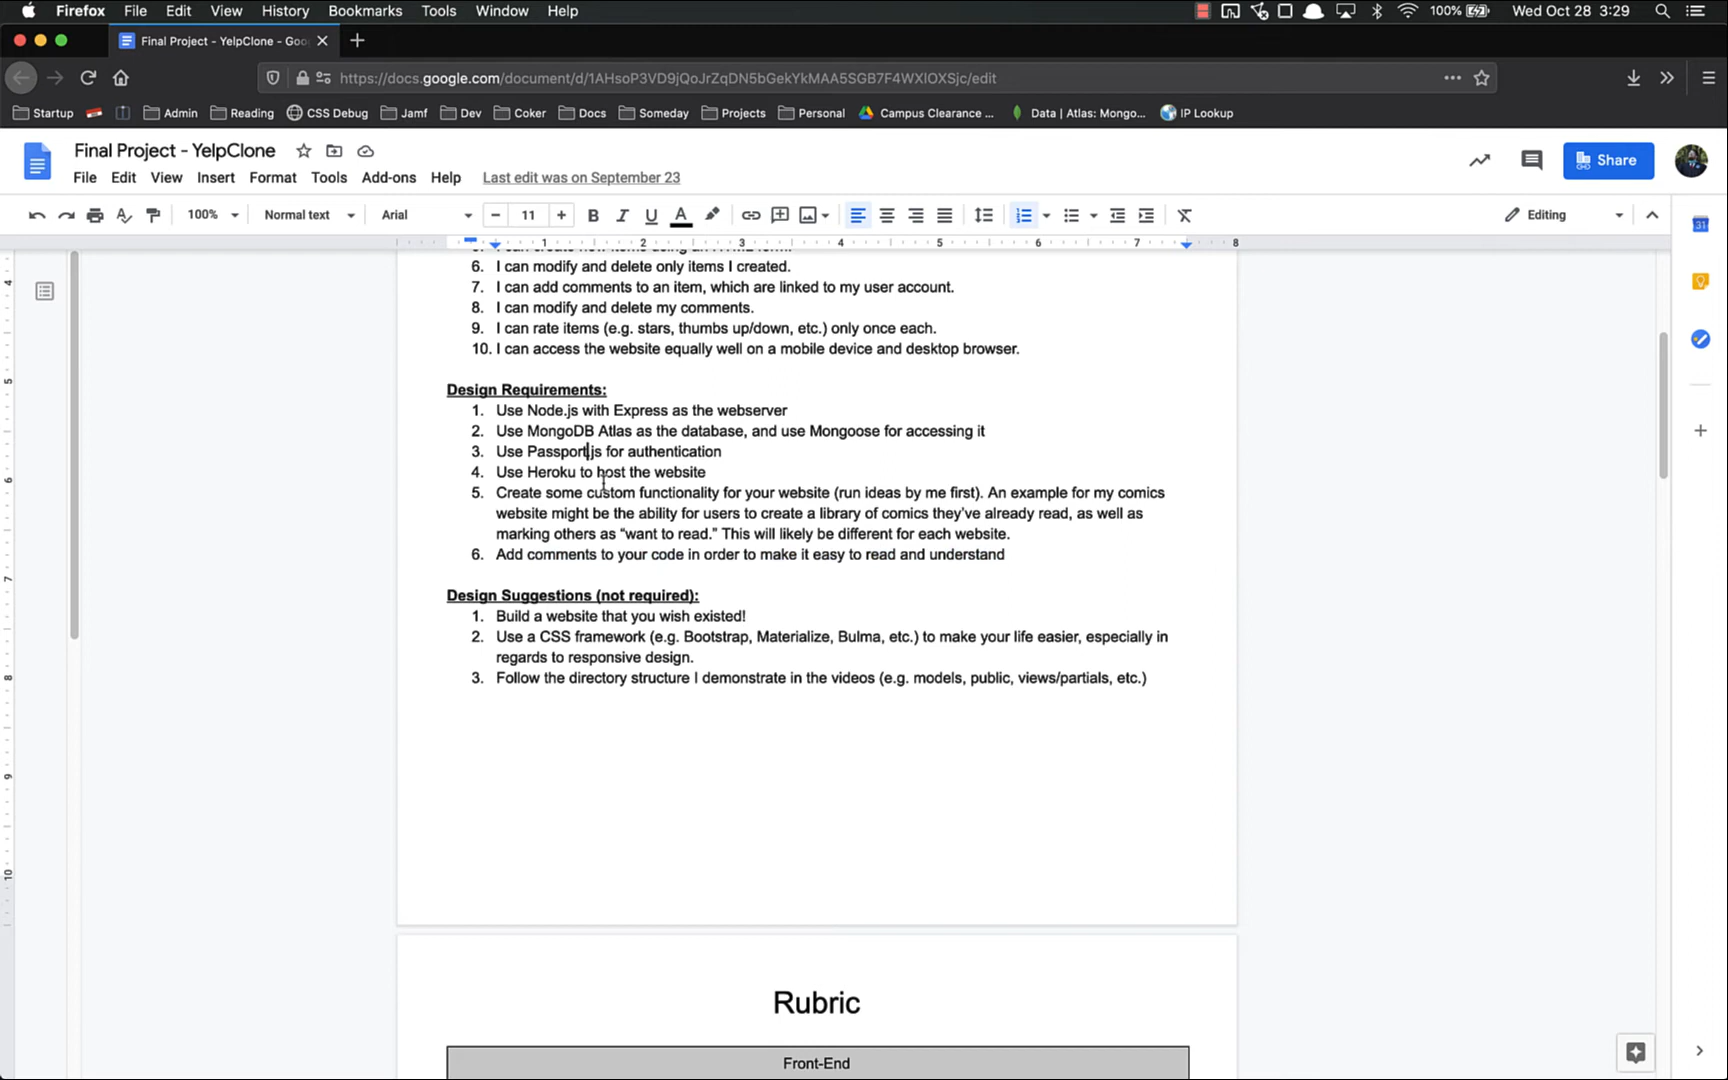 Firefox File Edit View History Bookmarks Tools Window Help 100% Wed Oct 28 3:29
Final Project - YelpClone - Goo
https://docs.google.com/document/d/1AHsoP3VD9jQoJrZqDN5bGekYkMAA5SGB7F4WXIOXSjc/edit
Startup Admin Reading CSS Debug Jamf Dev Coker Docs Someday Projects Personal Campus Clearance ... Data | Atlas: Mongo... IP Lookup
Final Project - YelpClone
Share
File Edit View Insert Format Tools Add-ons Help Last edit was on September 23
100% Normal text Arial 11 B I U A Editing
1 2 3 4 5 6 7 8
6. I can modify and delete only items I created.
7. I can add comments to an item, which are linked to my user account.
8. I can modify and delete my comments.
9. I can rate items (e.g. stars, thumbs up/down, etc.) only once each.
10. I can access the website equally well on a mobile device and desktop browser.
Design Requirements:
1. Use Node.js with Express as the webserver
2. Use MongoDB Atlas as the database, and use Mongoose for accessing it
3. Use Passport.js for authentication
4. Use Heroku to host the website
5. Create some custom functionality for your website (run ideas by me first). An example for my comics
website might be the ability for users to create a library of comics they've already read, as well as
marking others as “want to read.” This will likely be different for each website.
6. Add comments to your code in order to make it easy to read and understand
Design Suggestions (not required):
1. Build a website that you wish existed!
2. Use a CSS framework (e.g. Bootstrap, Materialize, Bulma, etc.) to make your life easier, especially in
regards to responsive design.
3. Follow the directory structure I demonstrate in the videos (e.g. models, public, views/partials, etc.)
Rubric
Front-End